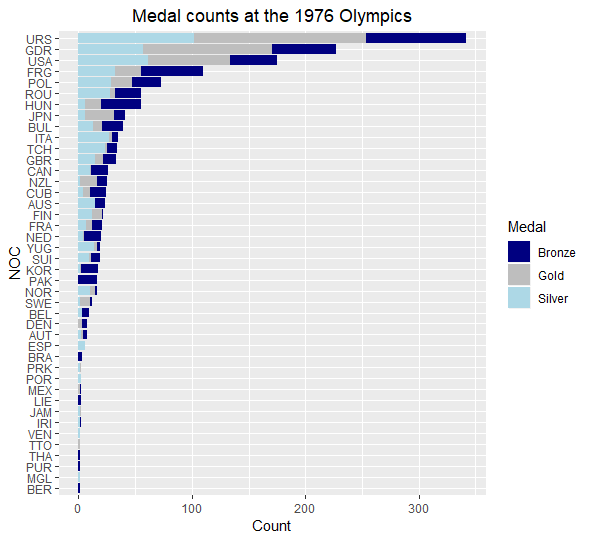 Medal counts at the 1976 Olympics
NOC
URS
GDR
USA
FRG
POL
ROU
HUN
JPN
BUL
ITA
TCH
GBR
CAN
NZL
CUB
AUS
FIN
FRA
NED
YUG
SUI
KOR
PAK
NOR
SWE
BEL
DEN
AUT
ESP
BRA
PRK
POR
MEX
LIE
JAM
IRI
VEN
TTO
THA
PUR
MGL
BER
0 100 200 300
Count
Medal
Bronze
Gold
Silver